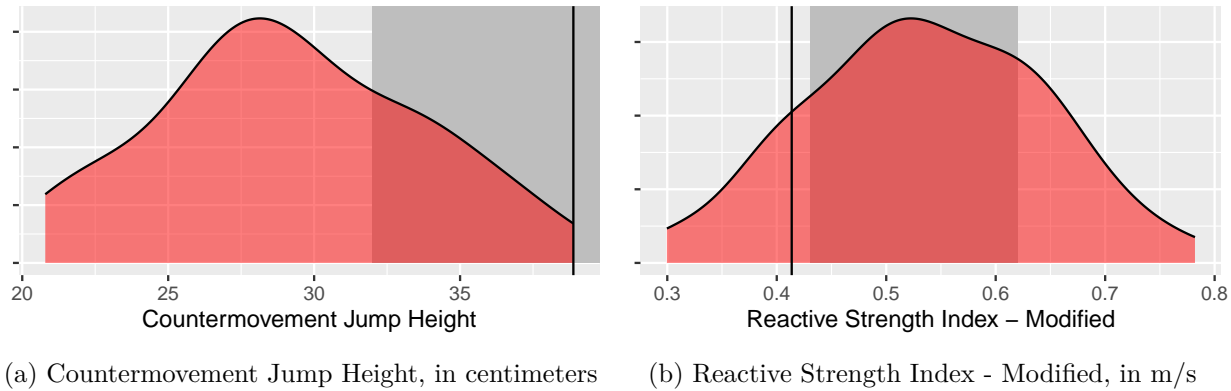 20 25 30 35
Countermovement Jump Height
(a) Countermovement Jump Height, in centimeters
0.3 0.4 0.5 0.6 0.7 0.8
Reactive Strength Index − Modified
(b) Reactive Strength Index - Modified, in m/s